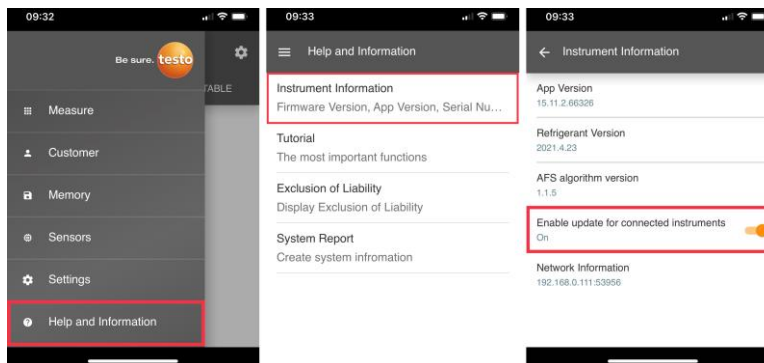 09:32
Be sure. testo
TABLE
Measure
Customer
Memory
Sensors
Settings
Help and Information
09:33
Help and Information
Instrument Information
Firmware Version, App Version, Serial Nu...
Tutorial
The most important functions
Exclusion of Liability
Display Exclusion of Liability
System Report
Create system infromation
09:33
Instrument Information
App Version
15.11.2.66326
Refrigerant Version
2021.4.23
AFS algorithm version
1.1.5
Enable update for connected instruments
On
Network Information
192.168.0.111:53956